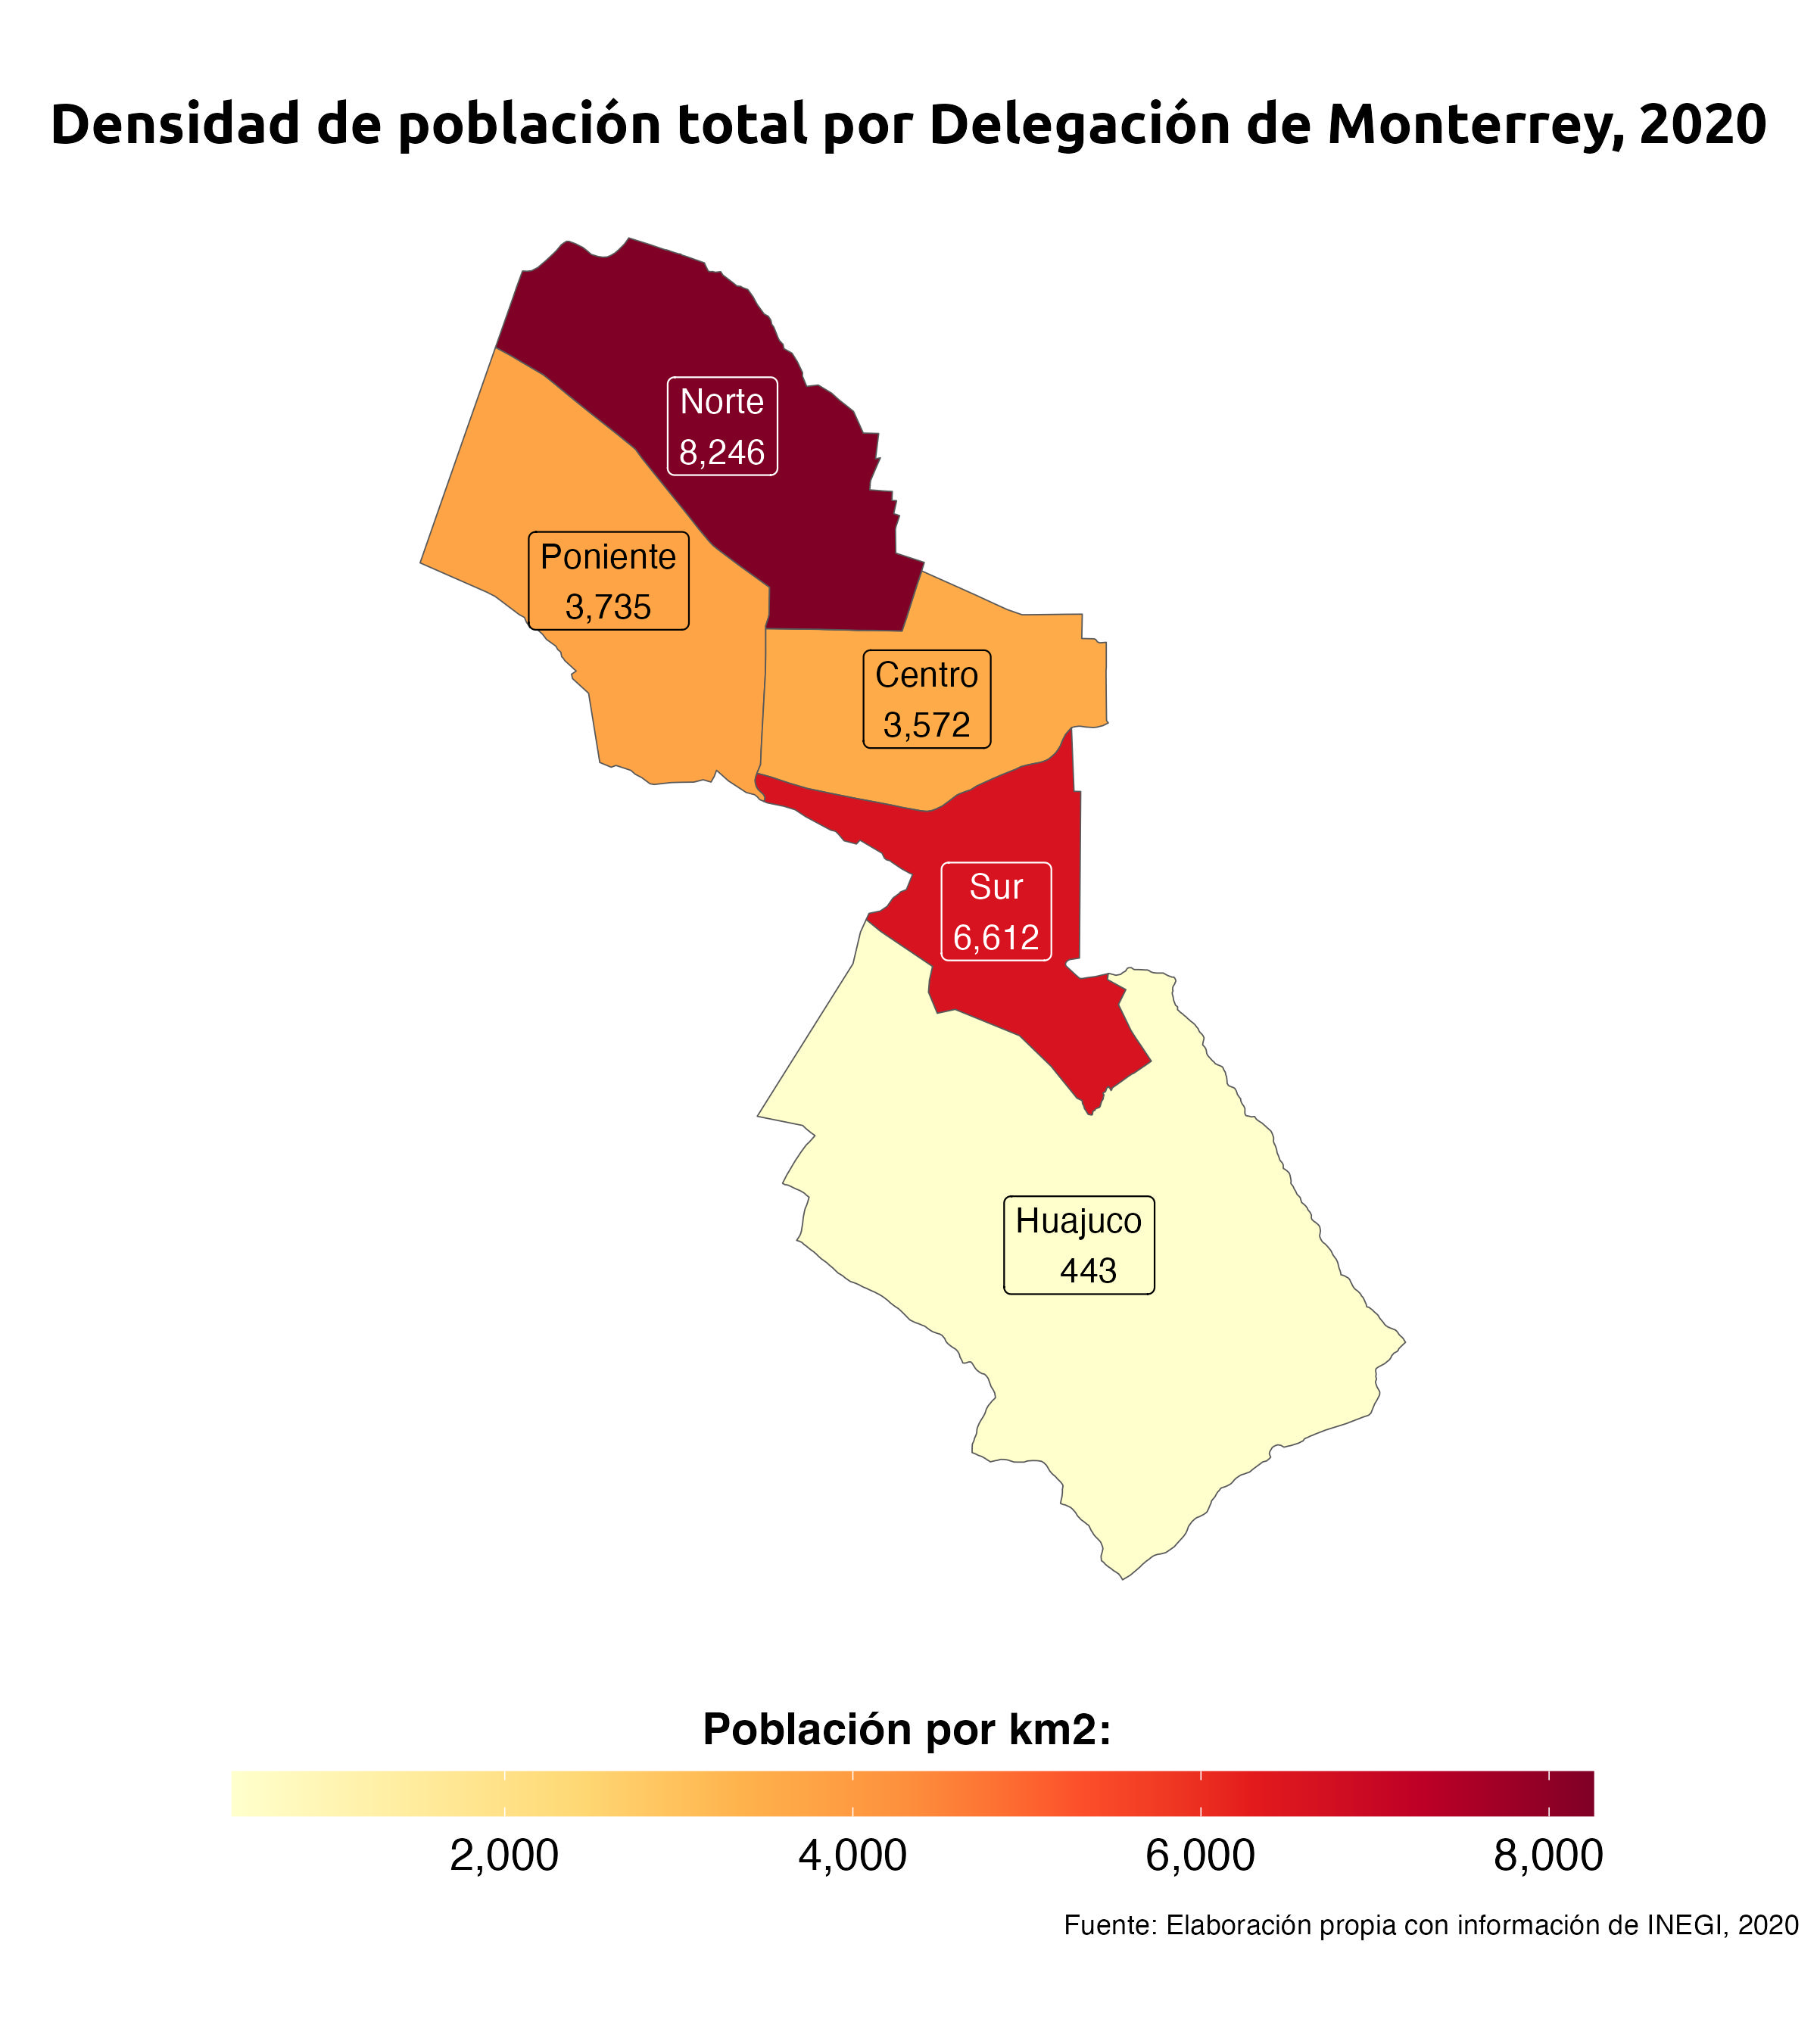 Densidad de población total por Delegación de Monterrey, 2020
Norte
8,246
Poniente
3,735
Centro
3,572
Sur
6,612
Huajuco
443
Población por km2:
2,000 4,000 6,000 8,000
Fuente: Elaboración propia con información de INEGI, 2020